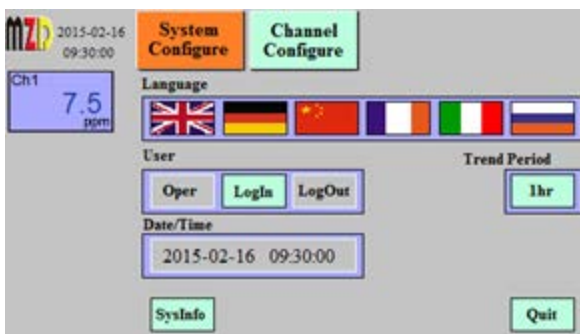 MZD 2015-02-16
09:30:00
System
Configure
Channel
Configure
Ch1
7.5
ppm
Language
User
Trend Period
Oper LogIn LogOut
1hr
Date/Time
2015-02-16 09:30:00
SysInfo
Quit